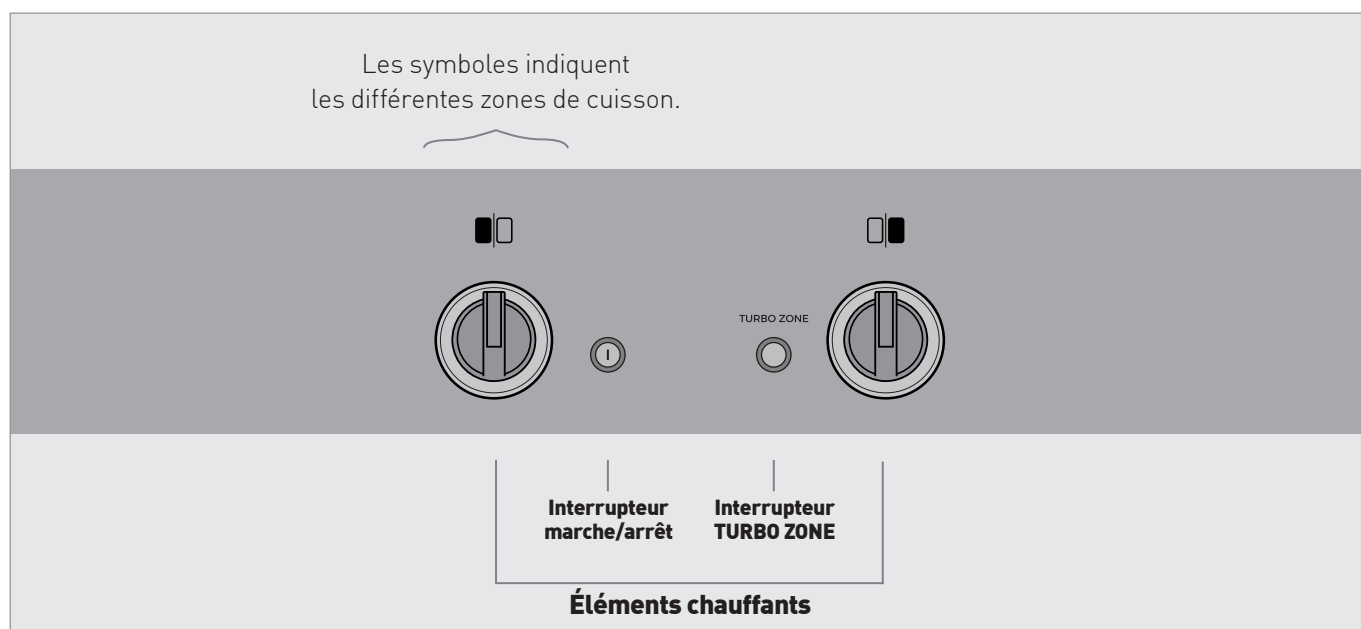 Les symboles indiquent
les différentes zones de cuisson.
TURBO ZONE
I
Interrupteur
marche/arrêt
Interrupteur
TURBO ZONE
Éléments chauffants